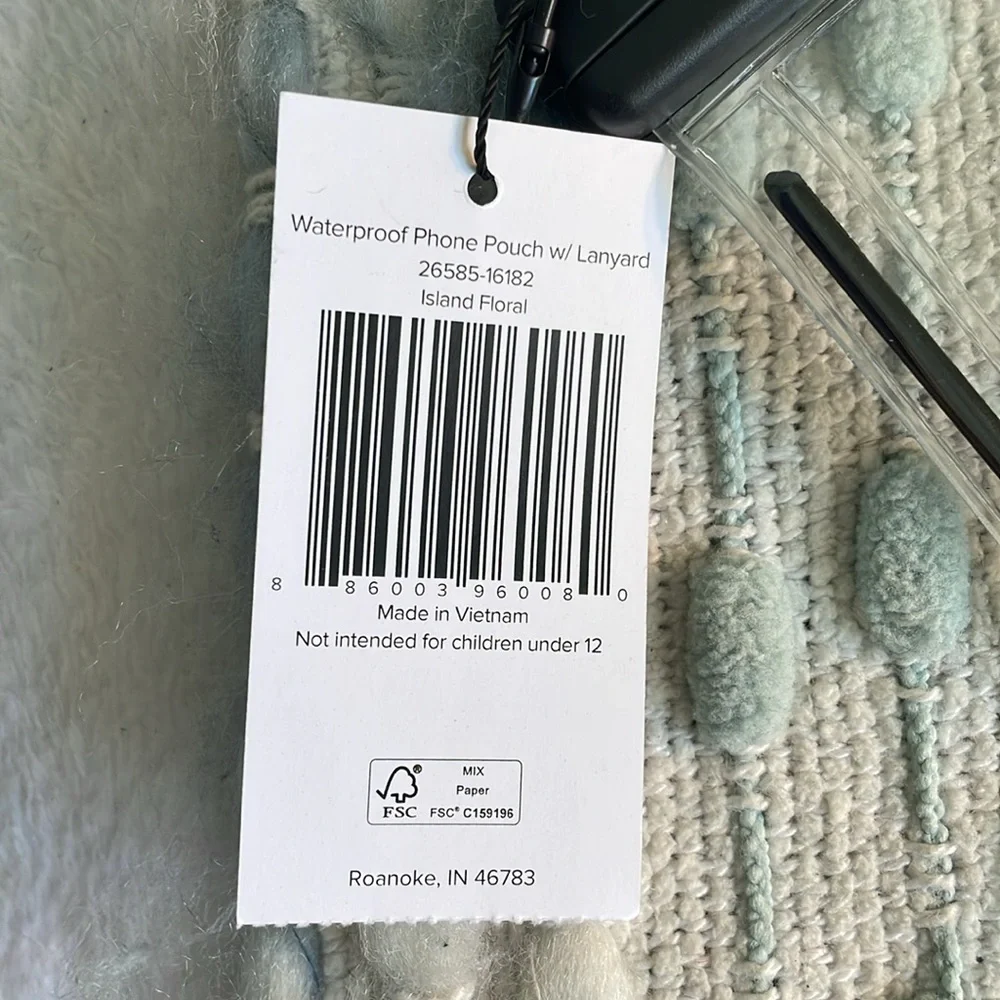 Waterproof Phone Pouch w/ Lanyard
26585-16182
Island Floral
8 86003 96008 0
Made in Vietnam
Not intended for children under 12
FSC®
MIX
Paper
FSC® C159196
Roanoke, IN 46783